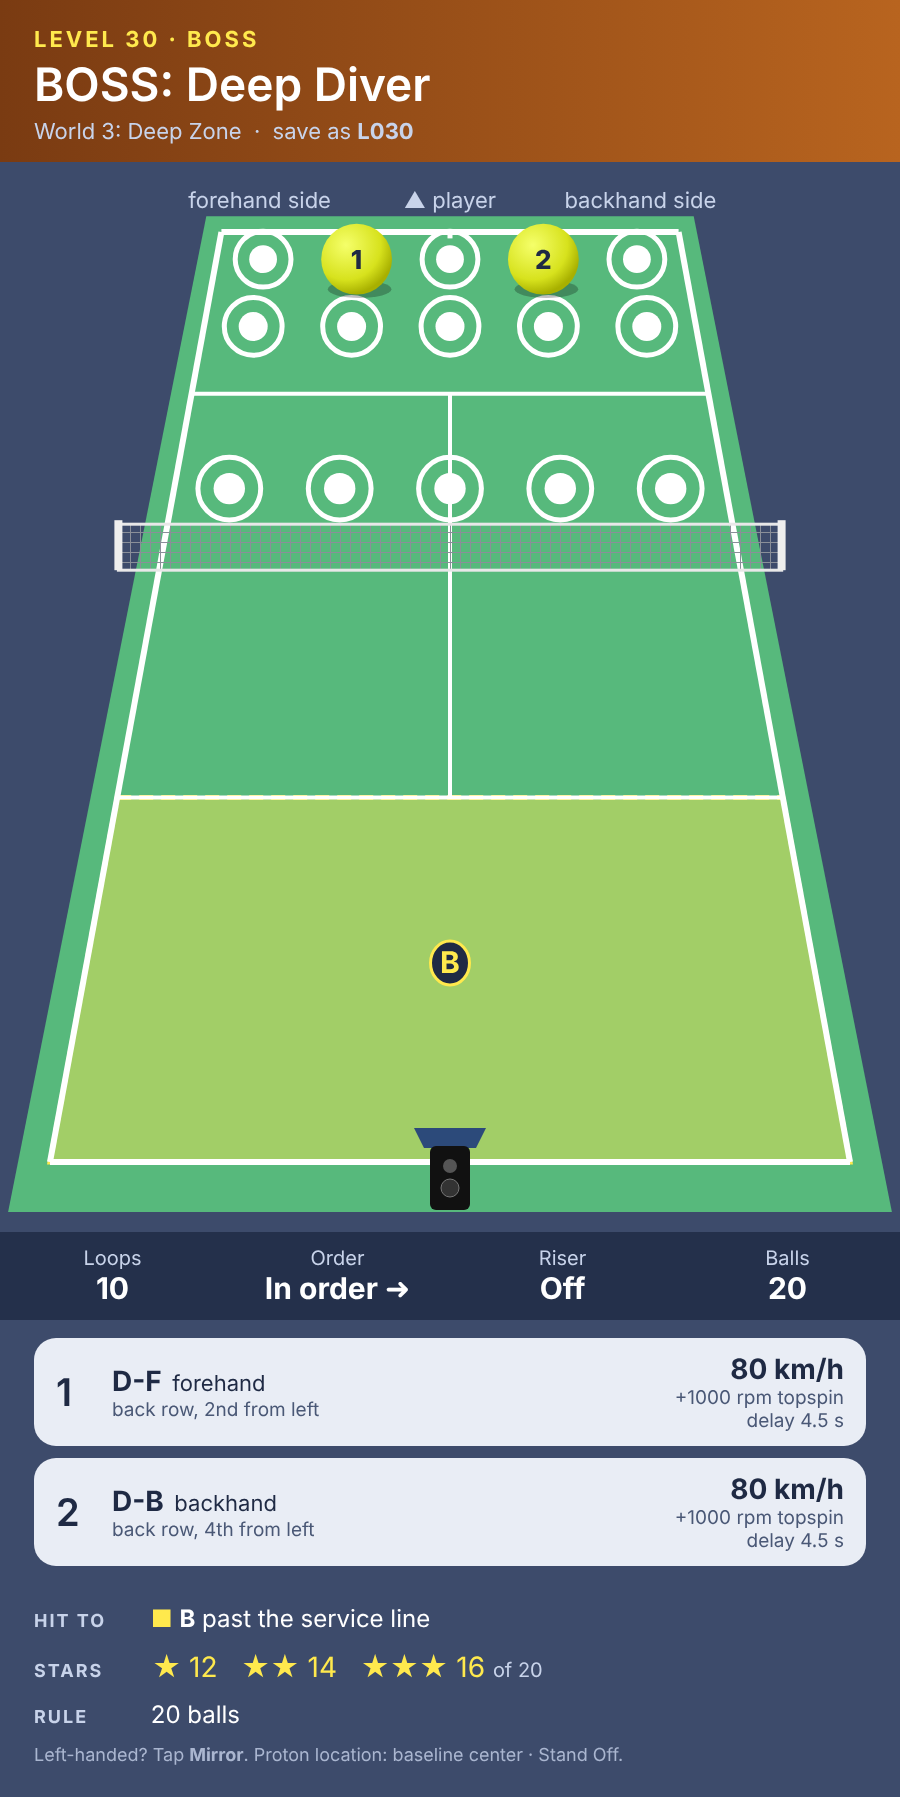 LEVEL 30 · BOSS
BOSS: Deep Diver
World 3: Deep Zone · save as L030
forehand side ▲ player backhand side
1 2
B
Loops Order Riser Balls
10 In order ➜ Off 20
1 D-F forehand 80 km/h
back row, 2nd from left +1000 rpm topspin
delay 4.5 s
2 D-B backhand 80 km/h
back row, 4th from left +1000 rpm topspin
delay 4.5 s
HIT TO ■ B past the service line
STARS ★ 12 ★★ 14 ★★★ 16 of 20
RULE 20 balls
Left-handed? Tap Mirror. Proton location: baseline center · Stand Off.